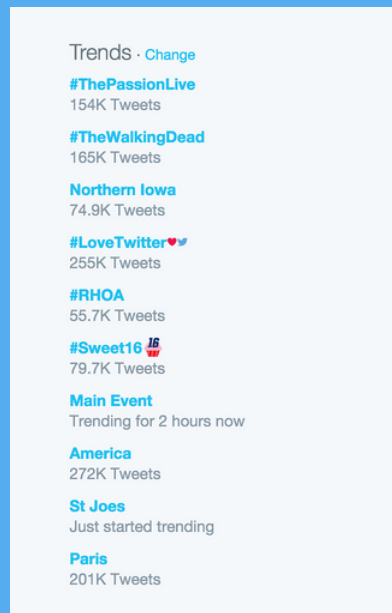 Trends · Change
#ThePassionLive
154K Tweets
#TheWalkingDead
165K Tweets
Northern Iowa
74.9K Tweets
#LoveTwitter
255K Tweets
#RHOA
55.7K Tweets
#Sweet16 16
79.7K Tweets
Main Event
Trending for 2 hours now
America
272K Tweets
St Joes
Just started trending
Paris
201K Tweets